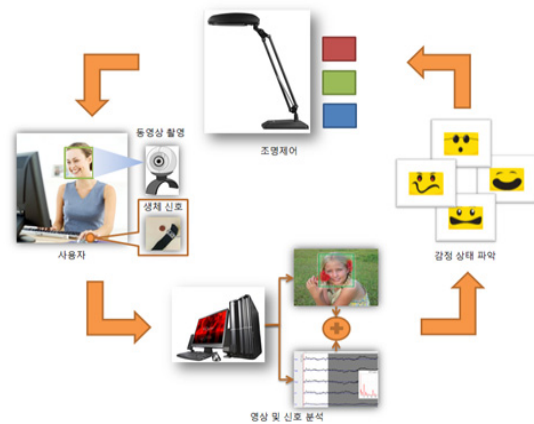 조명제어
동영상 촬영
생체 신호
사용자
감정 상태 파악
영상 및 신호 분석